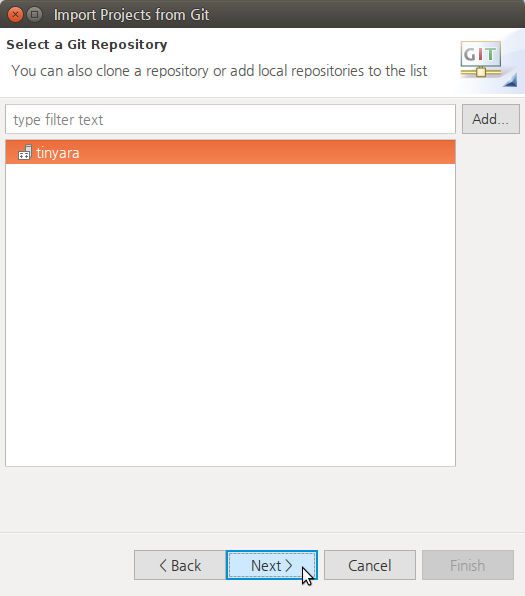 Import Projects from Git
Select a Git Repository
You can also clone a repository or add local repositories to the list
GIT
type filter text
Add...
tinyara
< Back
Next >
Cancel
Finish